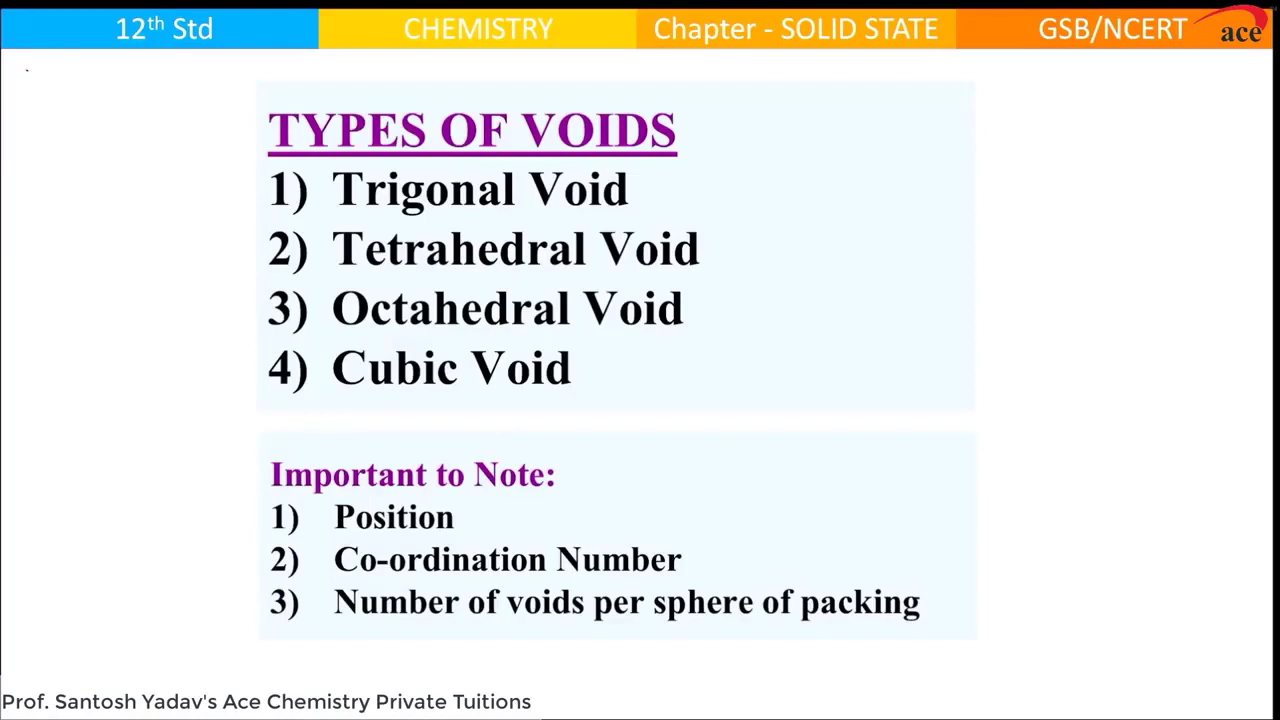 12th Std
CHEMISTRY
Chapter - SOLID STATE
GSB/NCERT
ace
TYPES OF VOIDS
1) Trigonal Void
2) Tetrahedral Void
3) Octahedral Void
4) Cubic Void
Important to Note:
1) Position
2) Co-ordination Number
3) Number of voids per sphere of packing
Prof. Santosh Yadav's Ace Chemistry Private Tuitions